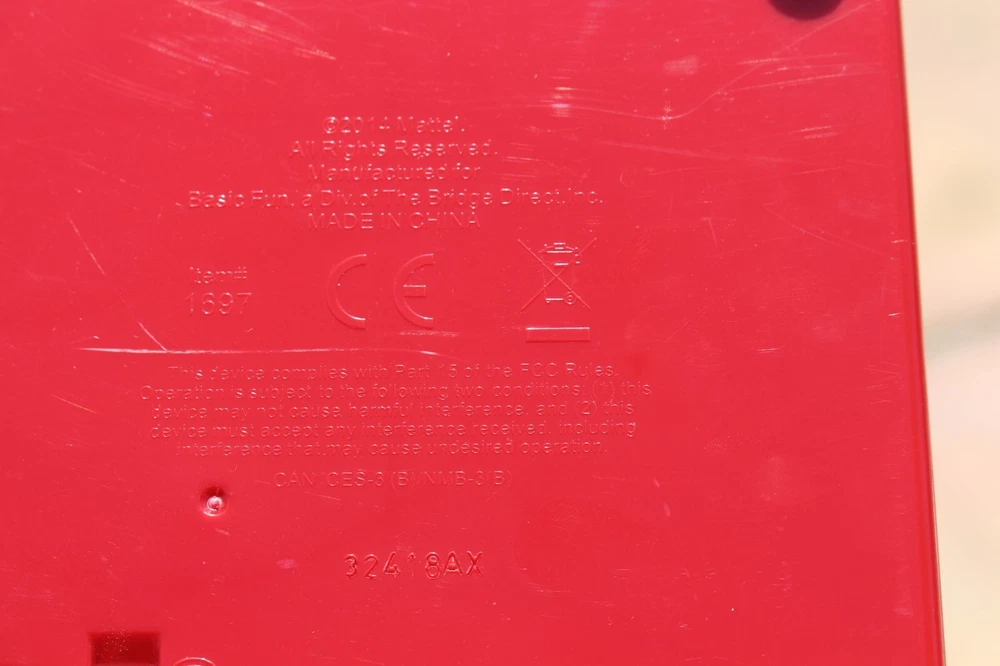 ©2014 Mattel.
All Rights Reserved.
Manufactured for
Basic Fun, a Div. of The Bridge Direct, Inc.
MADE IN CHINA
Item#
1697
CE
This device complies with Part 15 of the FCC Rules.
Operation is subject to the following two conditions: (1) this
device may not cause harmful interference, and (2) this
device must accept any interference received, including
interference that may cause undesired operation.
CAN ICES-3 (B)/NMB-3(B)
32418AX